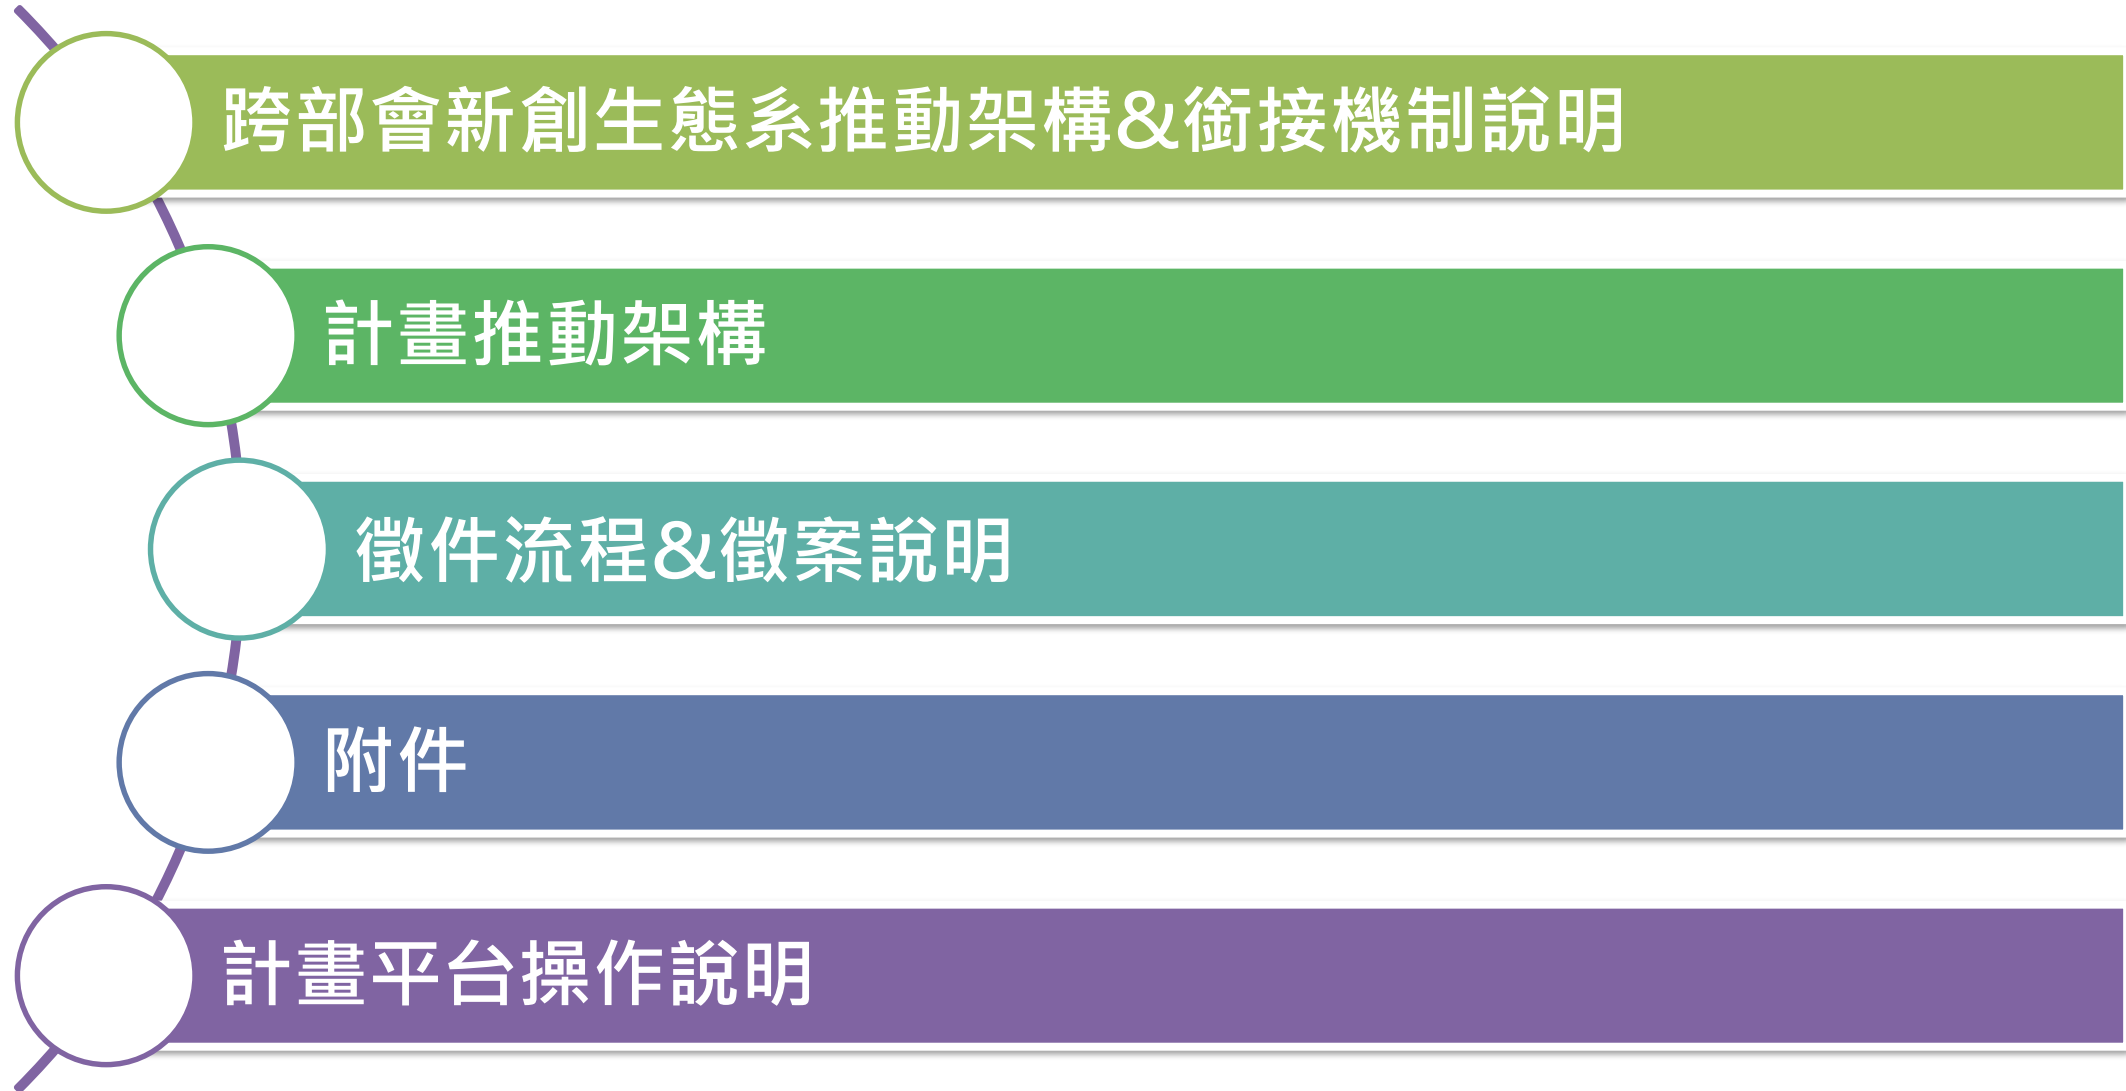 跨部會新創生態系推動架構&銜接機制說明
計畫推動架構
徵件流程&徵案說明
附件
計畫平台操作說明